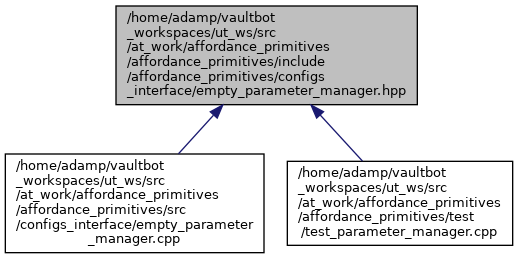 /home/adamp/vaultbot
_workspaces/ut_ws/src
/at_work/affordance_primitives
/affordance_primitives/include
/affordance_primitives/configs
_interface/empty_parameter_manager.hpp
/home/adamp/vaultbot
_workspaces/ut_ws/src
/at_work/affordance_primitives
/affordance_primitives/src
/configs_interface/empty_parameter
_manager.cpp
/home/adamp/vaultbot
_workspaces/ut_ws/src
/at_work/affordance_primitives
/affordance_primitives/test
/test_parameter_manager.cpp